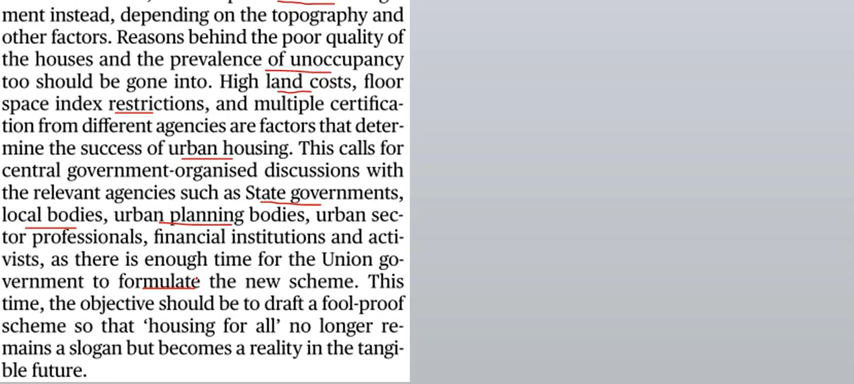 ment instead, depending on the topography and
other factors. Reasons behind the poor quality of
the houses and the prevalence of unoccupancy
too should be gone into. High land costs, floor
space index restrictions, and multiple certifica-
tion from different agencies are factors that deter-
mine the success of urban housing. This calls for
central government-organised discussions with
the relevant agencies such as State governments,
local bodies, urban planning bodies, urban sec-
tor professionals, financial institutions and acti-
vists, as there is enough time for the Union go-
vernment to formulate the new scheme. This
time, the objective should be to draft a fool-proof
scheme so that ‘housing for all’ no longer re-
mains a slogan but becomes a reality in the tangi-
ble future.